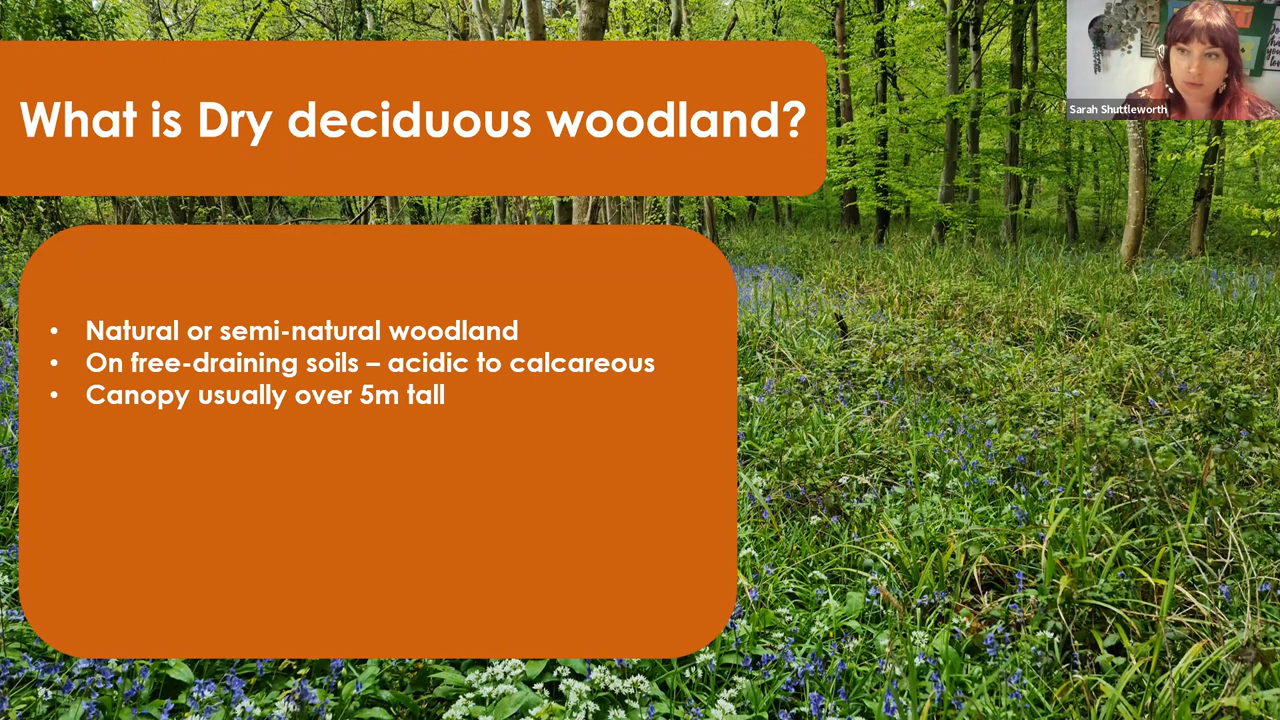 What is Dry deciduous woodland?
Sarah Shuttleworth
• Natural or semi-natural woodland
• On free-draining soils – acidic to calcareous
• Canopy usually over 5m tall